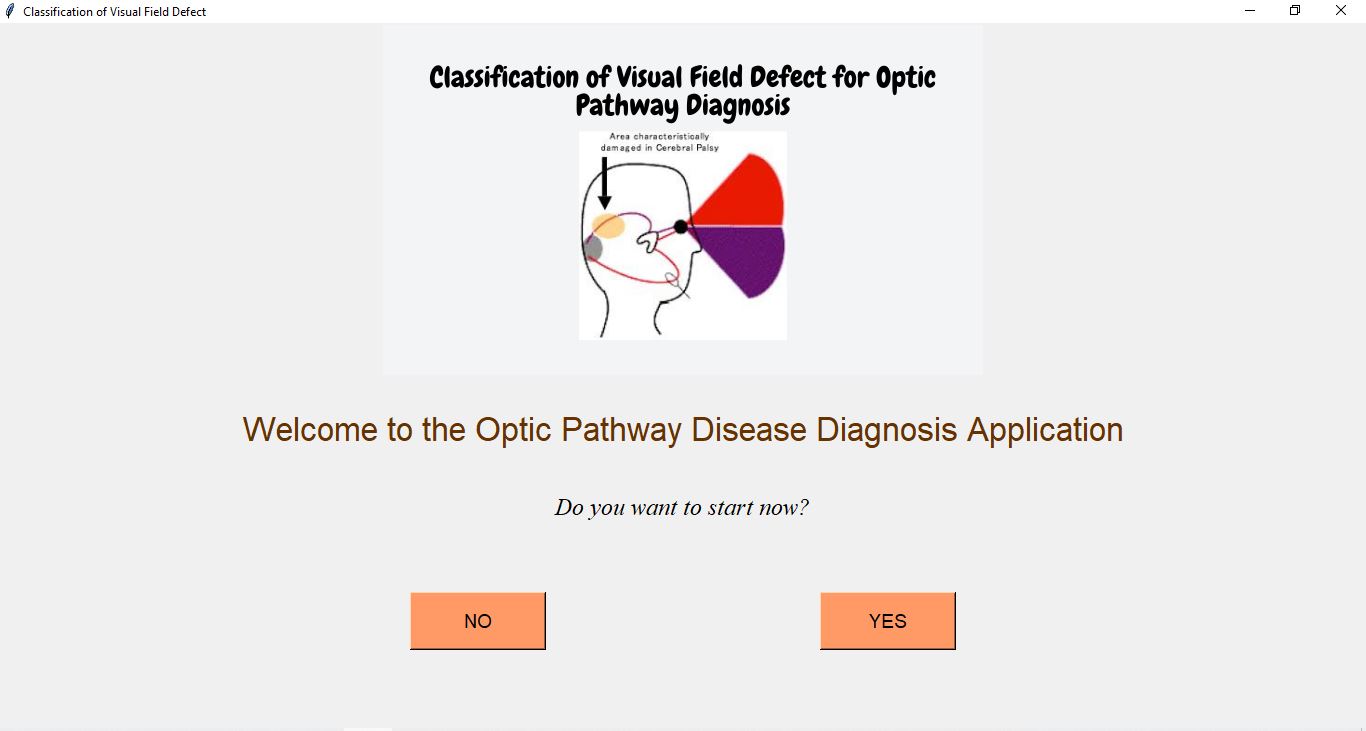 Classification of Visual Field Defect
Classification of Visual Field Defect for Optic
Pathway Diagnosis
Area characteristically
damaged in Cerebral Palsy
Welcome to the Optic Pathway Disease Diagnosis Application
Do you want to start now?
NO
YES